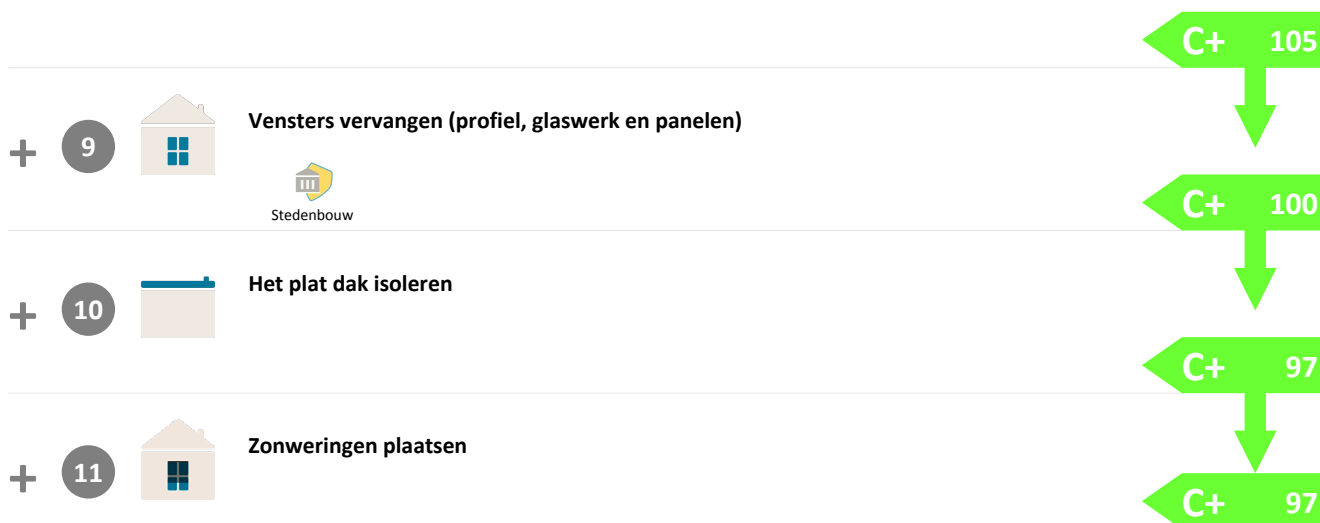 C+ 105
+ 9 Vensters vervangen (profiel, glaswerk en panelen)
Stedenbouw
C+ 100
+ 10 Het plat dak isoleren
C+ 97
+ 11 Zonweringen plaatsen
C+ 97